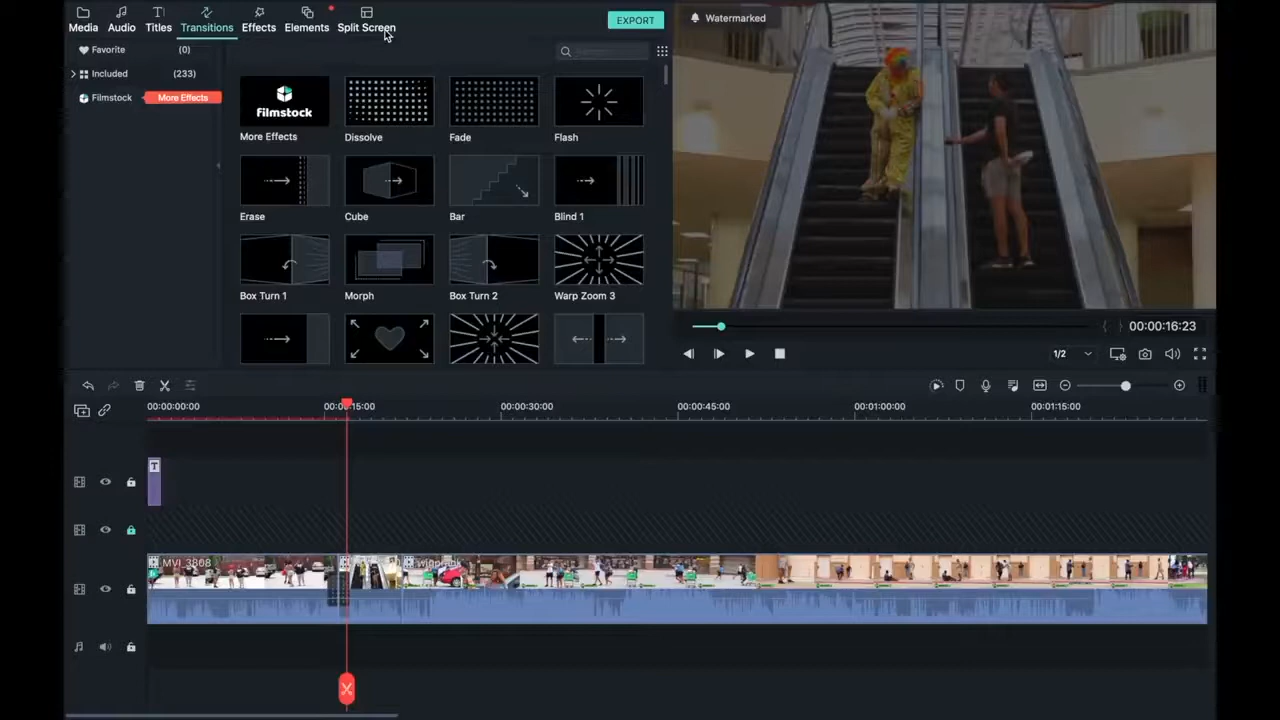 Media Audio Titles Transitions Effects Elements Split Screen
EXPORT
Watermarked
Favorite (0)
Included (233)
Filmstock More Effects
filmstock
More Effects Dissolve Fade Flash
Erase Cube Bar Blind 1
Box Turn 1 Morph Box Turn 2 Warp Zoom 3
00:00:16:23
1/2
00:00:00:00 00:00:15:00 00:00:30:00 00:00:45:00 00:01:00:00 00:01:15:00
T
MVI_3808